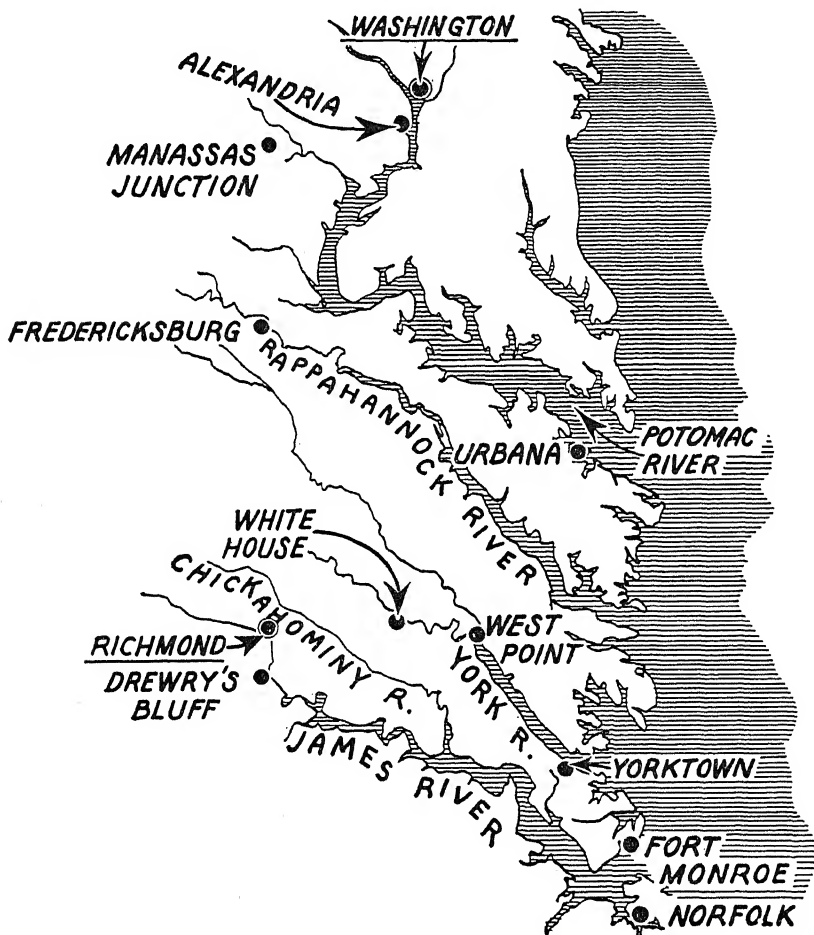 WASHINGTON
ALEXANDRIA
MANASSAS
JUNCTION
FREDERICKSBURG
RAPPAHANNOCK RIVER
URBANA
POTOMAC
RIVER
WHITE
HOUSE
CHICKAHOMINY R.
WEST
POINT
RICHMOND
YORK R.
DREWRY'S
BLUFF
JAMES RIVER
YORKTOWN
FORT
MONROE
NORFOLK